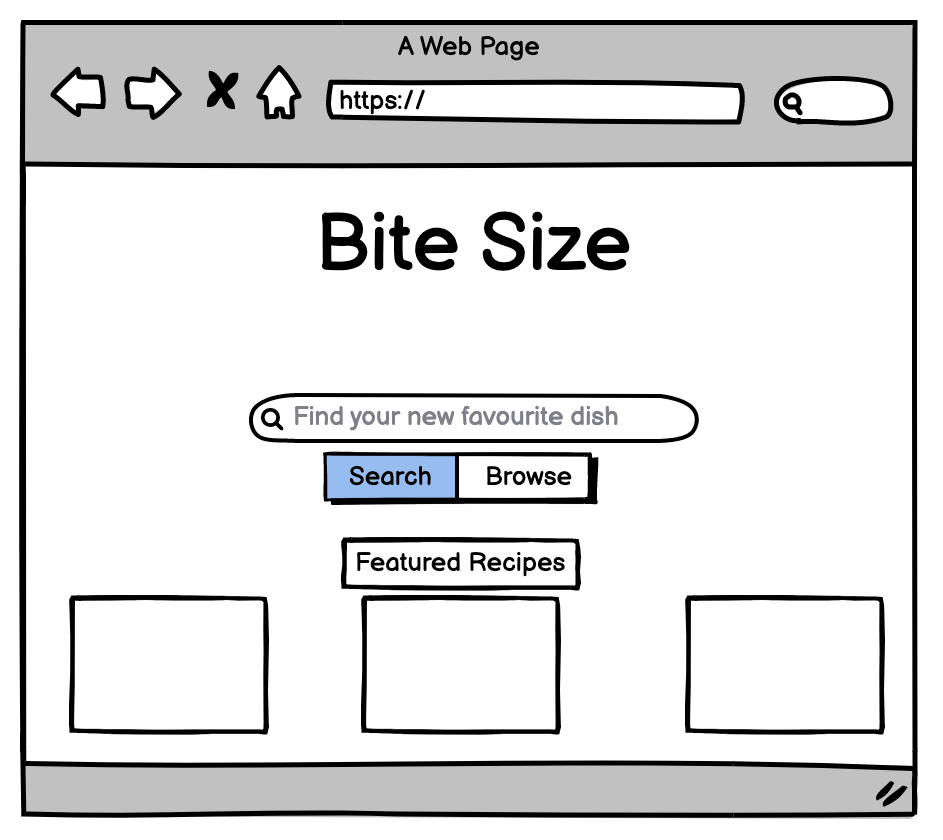 A Web Page
https://
Bite Size
Find your new favourite dish
Search Browse
Featured Recipes